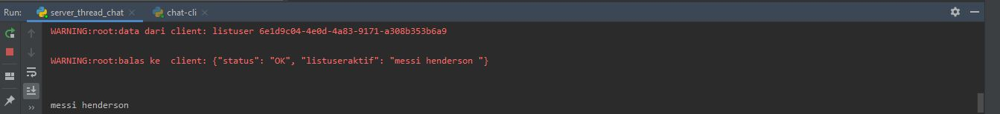 Run: server_thread_chat × chat-cli ×
WARNING:root:data dari client: listuser 6e1d9c04-4e0d-4a83-9171-a308b353b6a9
WARNING:root:balas ke  client: {"status": "OK", "listuseraktif": "messi henderson "}
messi henderson